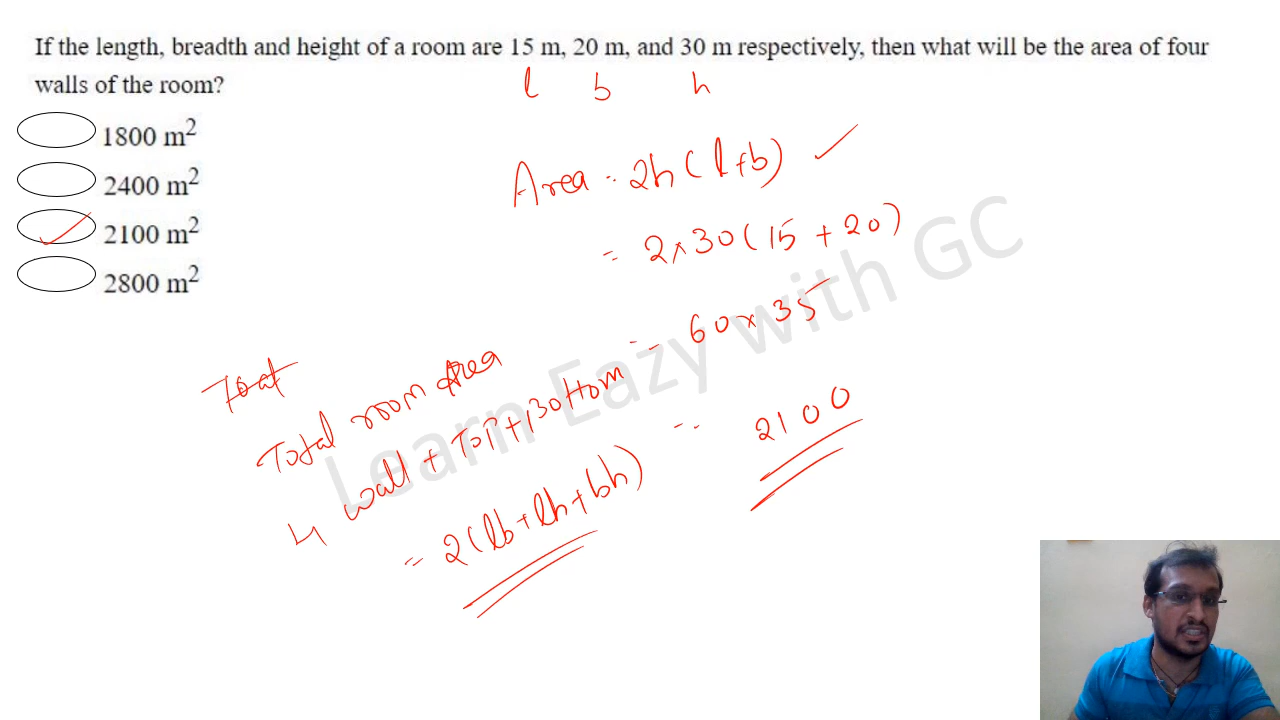 If the length, breadth and height of a room are 15 m, 20 m, and 30 m respectively, then what will be the area of four
walls of the room?
l b h
1800 m²
2400 m²
2100 m²
2800 m²
Area = 2h (l+b)
= 2×30(15 + 20)
= 60×35
= 2100
Total
Total room Area
4 wall + Top + Bottom
= 2(lb+lh+bh)
Learn Eazy with GC